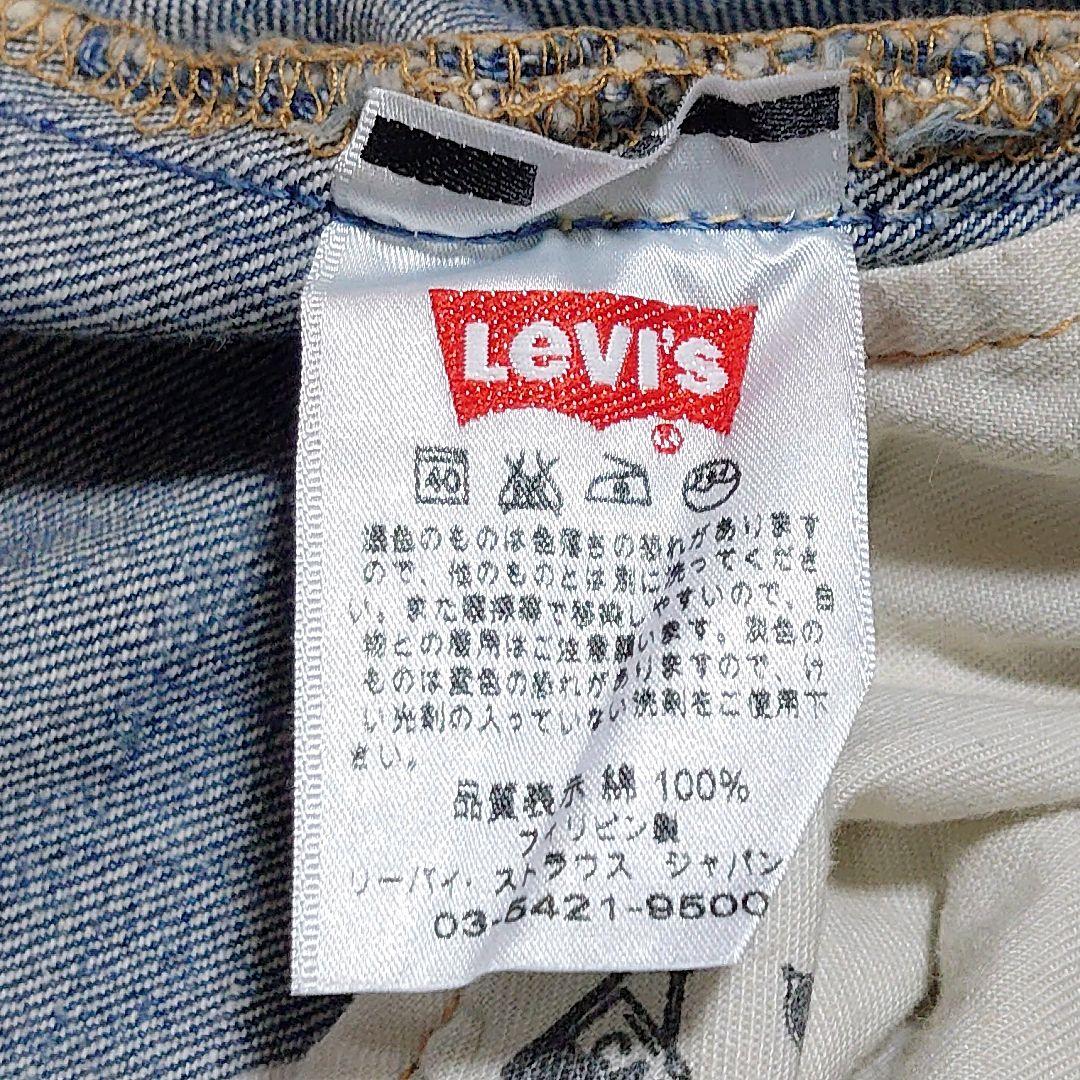 Levi's
®
40
濃色のものは色落ちの恐れがあります
ので、他のものとは別に洗ってくださ
い。また摩擦等で移染しやすいので、白
物との着用はご注意願います。淡色の
ものは変色の恐れがありますので、け
い光剤の入っていない洗剤をご使用下
さい。
品質表示 綿 100%
フィリピン製
リーバイ・ストラウス ジャパン
03-5421-9500